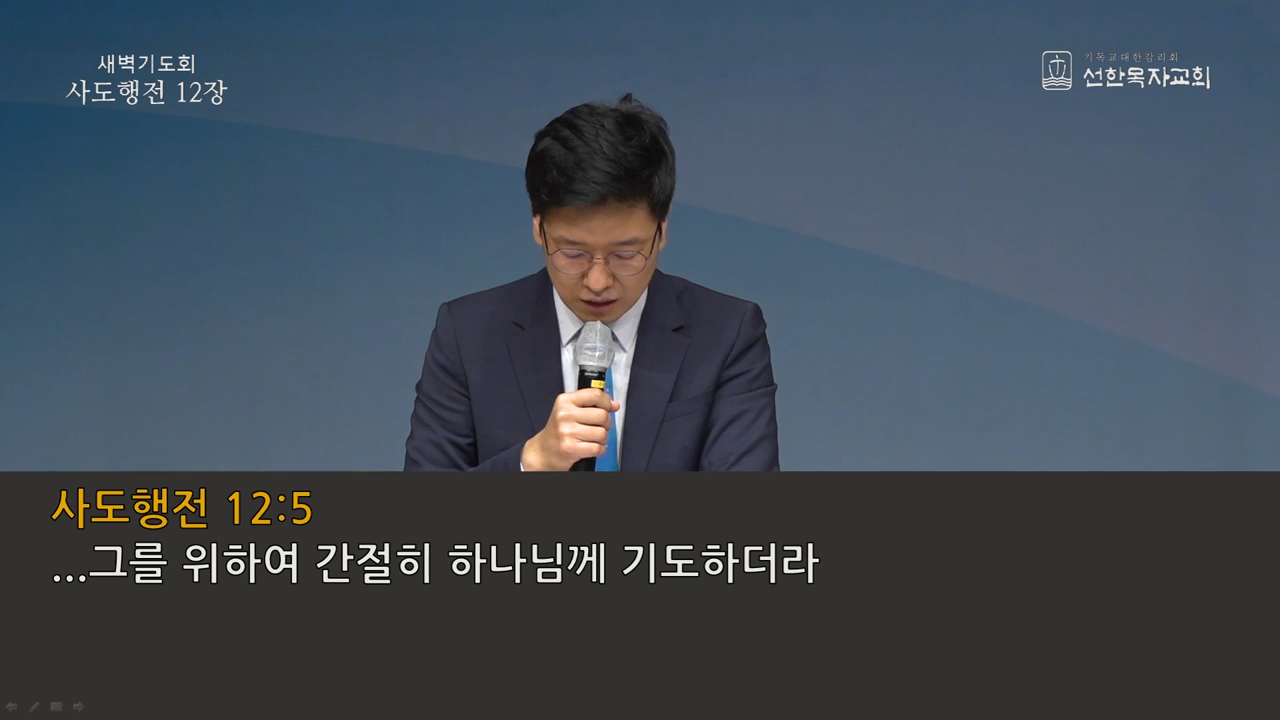 새벽기도회
사도행전 12장
기독교대한감리회
선한목자교회
사도행전 12:5
...그를 위하여 간절히 하나님께 기도하더라